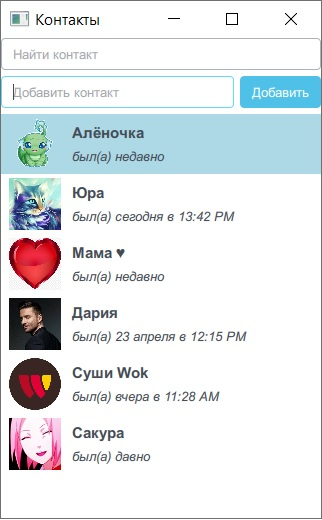 Контакты
Найти контакт
Добавить контакт
Добавить
Алёночка
был(а) недавно
Юра
был(а) сегодня в 13:42 PM
Мама ♥
был(а) недавно
Дария
был(а) 23 апреля в 12:15 PM
Суши Wok
был(а) вчера в 11:28 AM
Сакура
был(а) давно